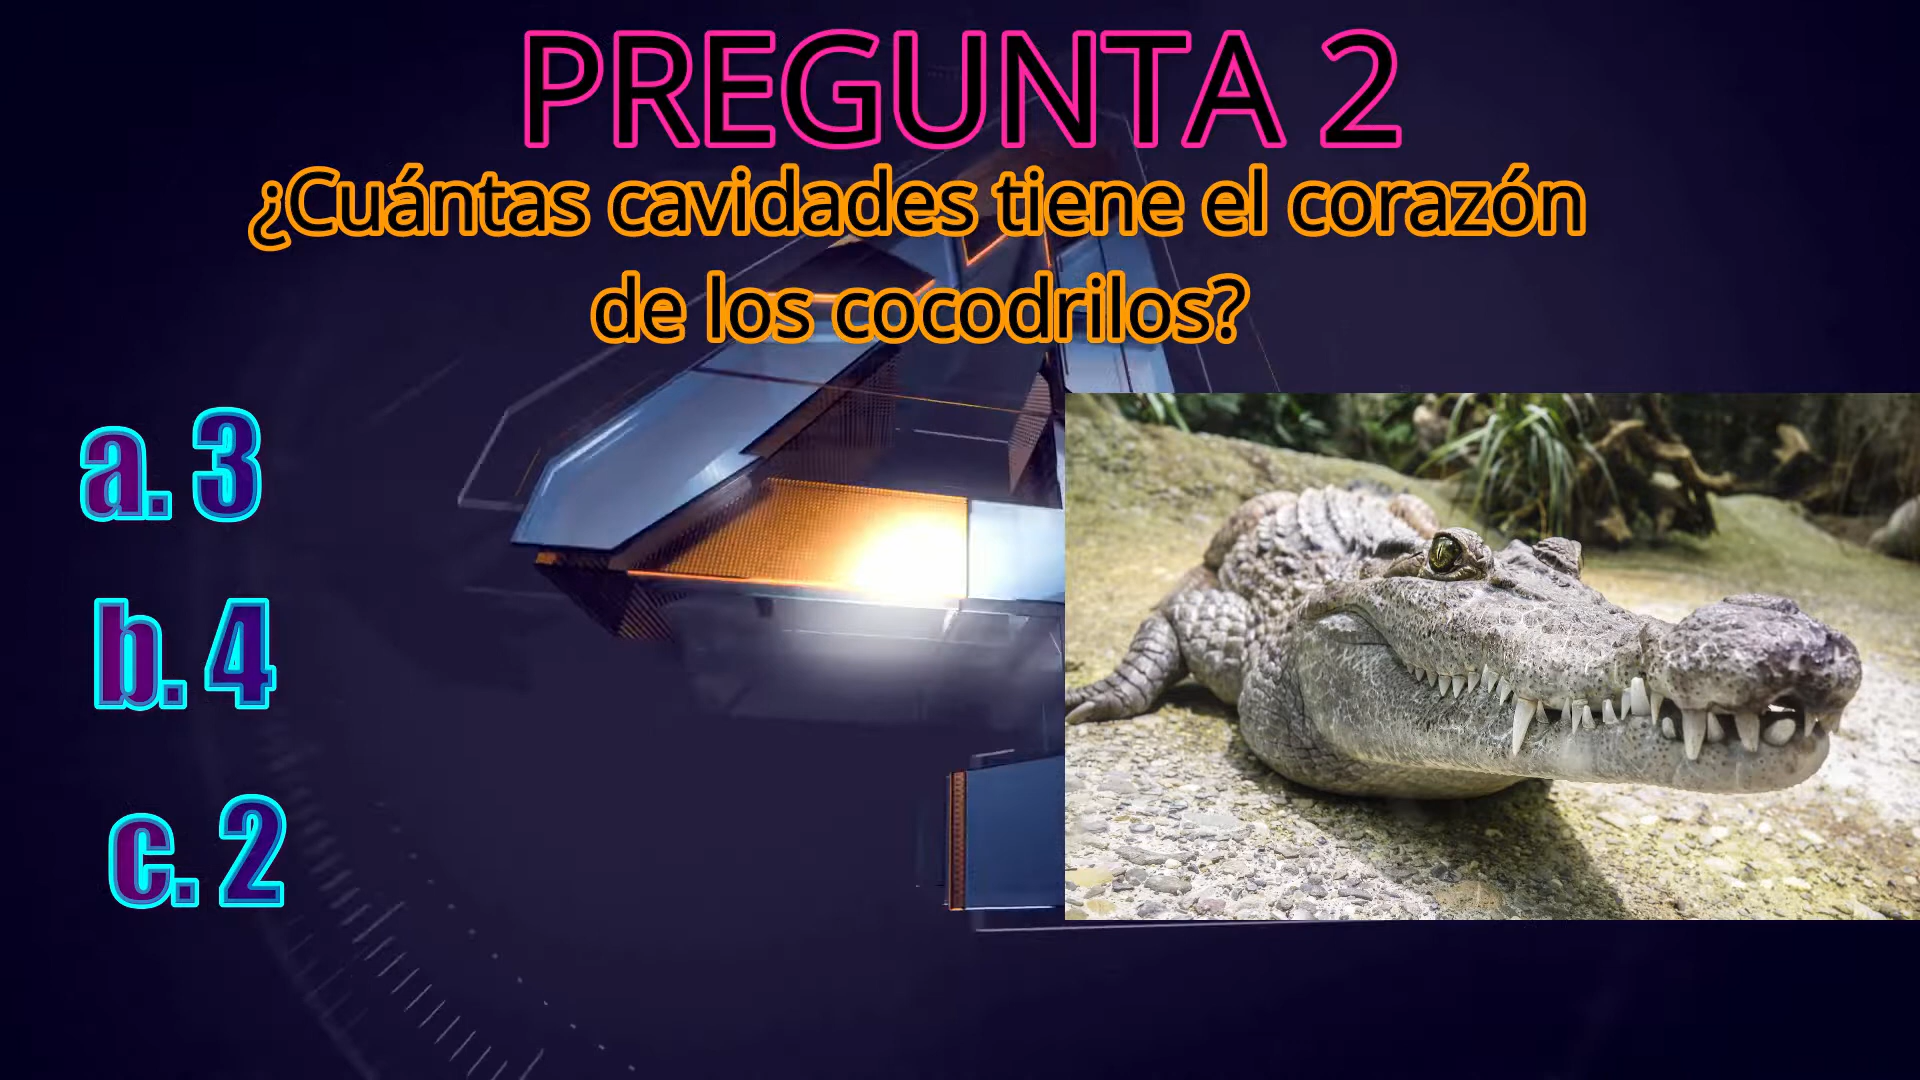 PREGUNTA 2
¿Cuántas cavidades tiene el corazón
de los cocodrilos?
a. 3
b. 4
c. 2